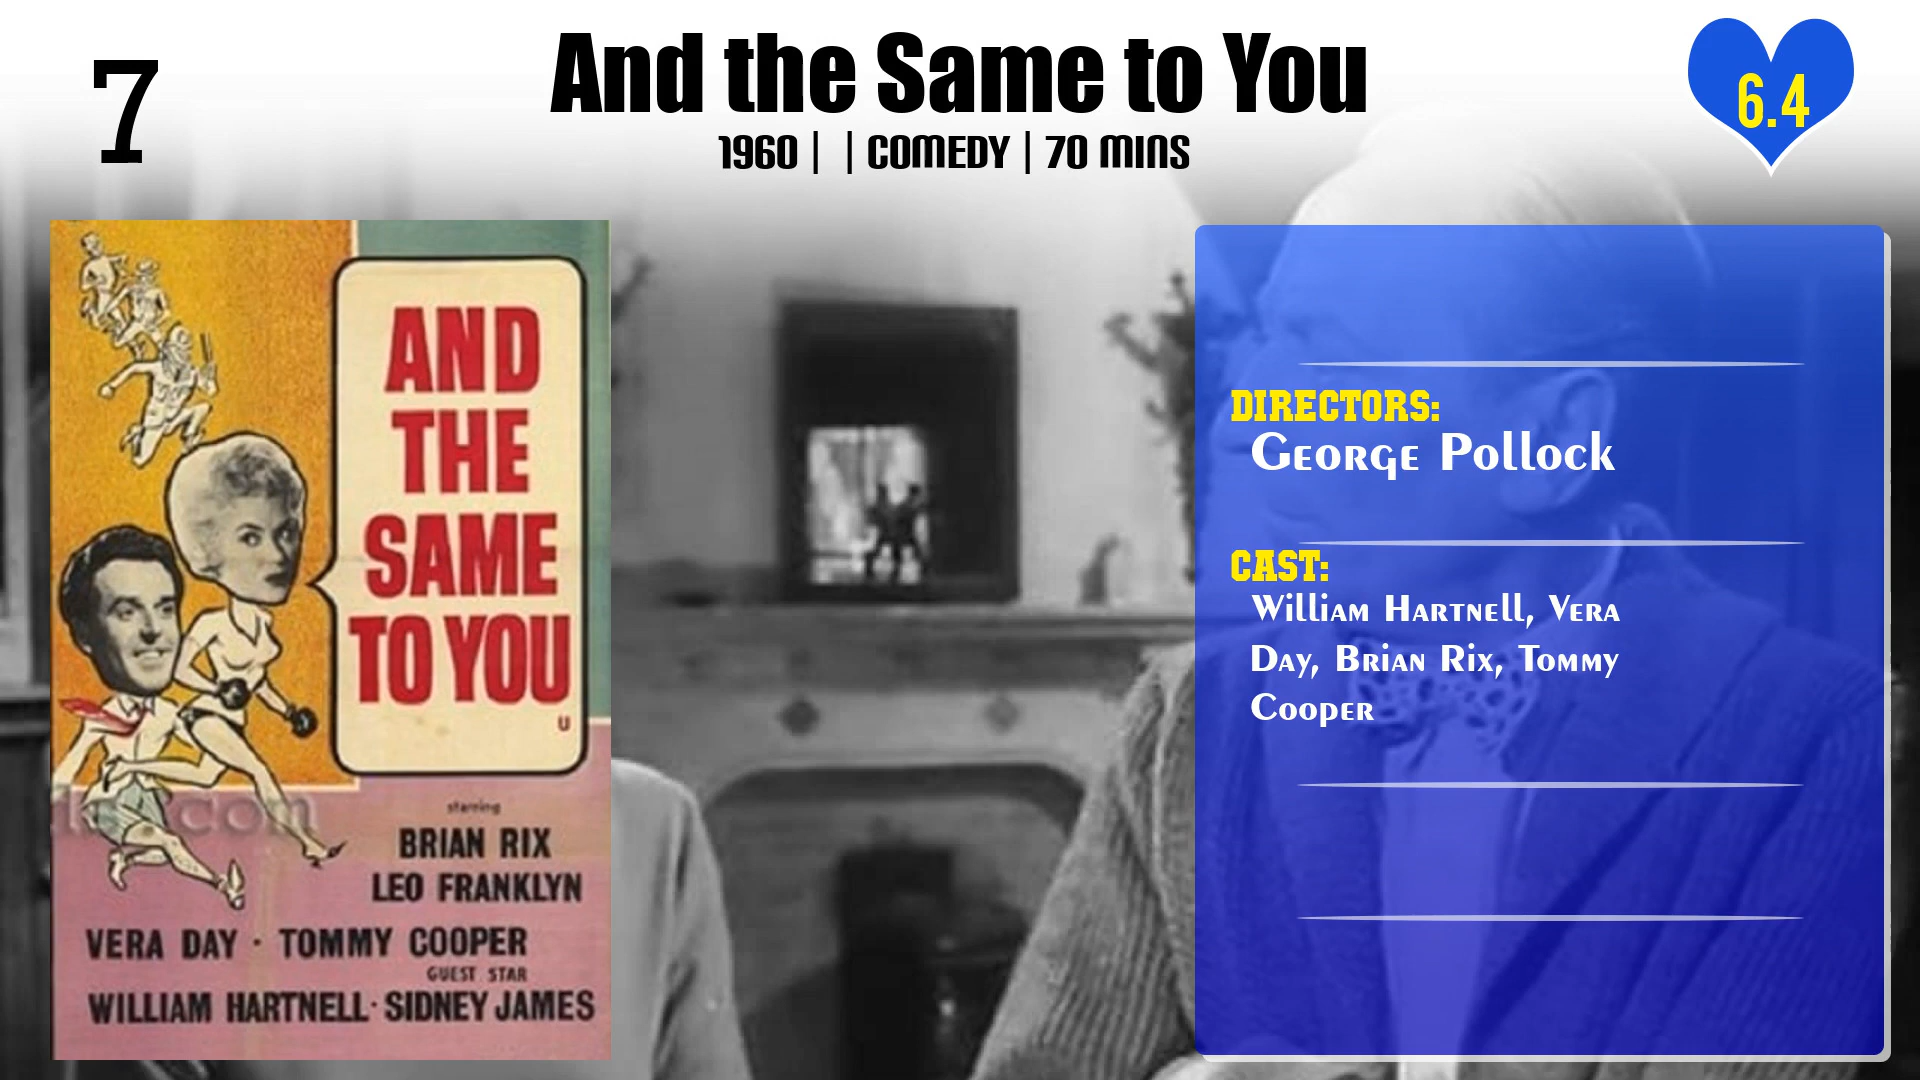 7
And the Same to You
1960 | | COMEDY | 70 MINS
6.4
AND
THE
SAME
TO YOU
U
starring
BRIAN RIX
LEO FRANKLYN
VERA DAY · TOMMY COOPER
GUEST STAR
WILLIAM HARTNELL · SIDNEY JAMES
DIRECTORS:
George Pollock
CAST:
William Hartnell, Vera
Day, Brian Rix, Tommy
Cooper